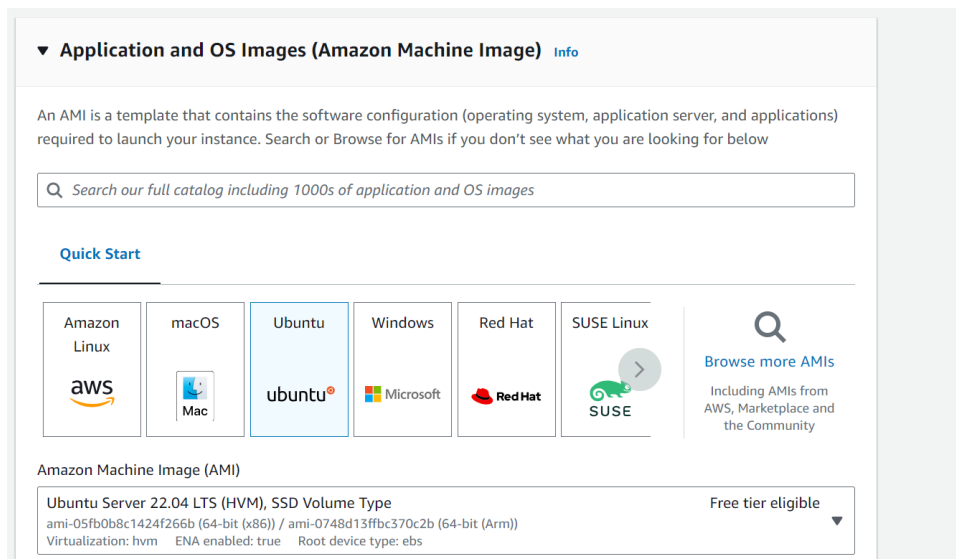 ▼ Application and OS Images (Amazon Machine Image) Info
An AMI is a template that contains the software configuration (operating system, application server, and applications)
required to launch your instance. Search or Browse for AMIs if you don’t see what you are looking for below
Search our full catalog including 1000s of application and OS images
Quick Start
Amazon
Linux
aws
macOS
Mac
Ubuntu
ubuntu
Windows
Microsoft
Red Hat
Red Hat
SUSE Linux
SUSE
Browse more AMIs
Including AMIs from
AWS, Marketplace and
the Community
Amazon Machine Image (AMI)
Ubuntu Server 22.04 LTS (HVM), SSD Volume Type Free tier eligible
ami-05fb0b8c1424f266b (64-bit (x86)) / ami-0748d13ffbc370c2b (64-bit (Arm))
Virtualization: hvm ENA enabled: true Root device type: ebs